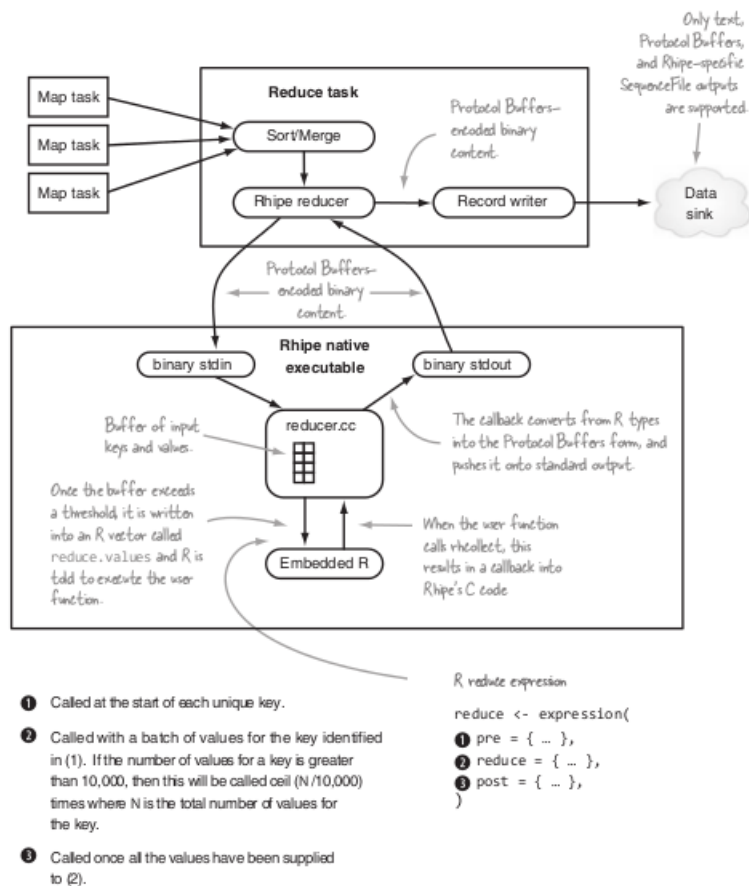 Only text,
Protocol Buffers,
and Rhipe-specific
SequenceFile outputs
are supported.
Map task
Map task
Map task
Reduce task
Sort/Merge
Protocol Buffers–
encoded binary
content.
Rhipe reducer
Record writer
Data
sink
Protocol Buffers–
encoded binary
content.
Rhipe native
executable
binary stdin
binary stdout
reducer.cc
Buffer of input
keys and values.
The callback converts from R types
into the Protocol Buffers form, and
pushes it onto standard output.
Once the buffer exceeds
a threshold, it is written
into an R vector called
reduce.values and R is
told to execute the user
function.
When the user function
calls rhcollect, this
results in a callback into
Rhipe's C code
Embedded R
R reduce expression
reduce <- expression(
❶ pre = { … },
❷ reduce = { … },
❸ post = { … },
)
❶ Called at the start of each unique key.
❷ Called with a batch of values for the key identified
in (1). If the number of values for a key is greater
than 10,000, then this will be called ceil (N /10,000)
times where N is the total number of values for
the key.
❸ Called once all the values have been supplied
to (2).